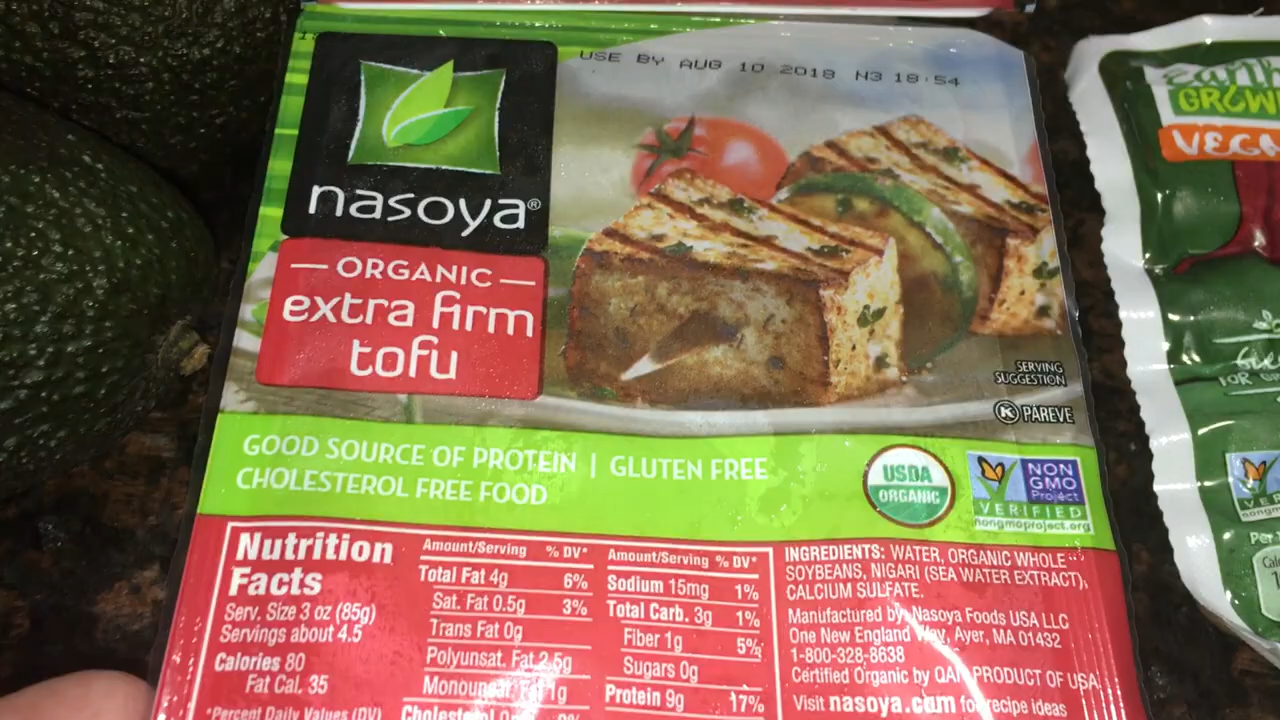 USE BY AUG 10 2018 N3 18:54
nasoya®
— ORGANIC —
extra firm
tofu
SERVING
SUGGESTION
K PAREVE
GOOD SOURCE OF PROTEIN | GLUTEN FREE
CHOLESTEROL FREE FOOD
USDA
ORGANIC
NON
GMO
Project
VERIFIED
nongmoproject.org
Nutrition
Facts
Serv. Size 3 oz (85g)
Servings about 4.5
Calories 80
Fat Cal. 35
*Percent Daily Values (DV)
Amount/Serving % DV*
Total Fat 4g 6%
Sat. Fat 0.5g 3%
Trans Fat 0g
Polyunsat. Fat 2.5g
Monounsat. Fat 1g
Cholesterol 0mg 0%
Amount/Serving % DV*
Sodium 15mg 1%
Total Carb. 3g 1%
Fiber 1g 5%
Sugars 0g
Protein 9g 17%
INGREDIENTS: WATER, ORGANIC WHOLE
SOYBEANS, NIGARI (SEA WATER EXTRACT),
CALCIUM SULFATE.
Manufactured by Nasoya Foods USA LLC
One New England Way, Ayer, MA 01432
1-800-328-8638
Certified Organic by QAI PRODUCT OF USA
Visit nasoya.com for recipe ideas
GROW
VEGA
Per